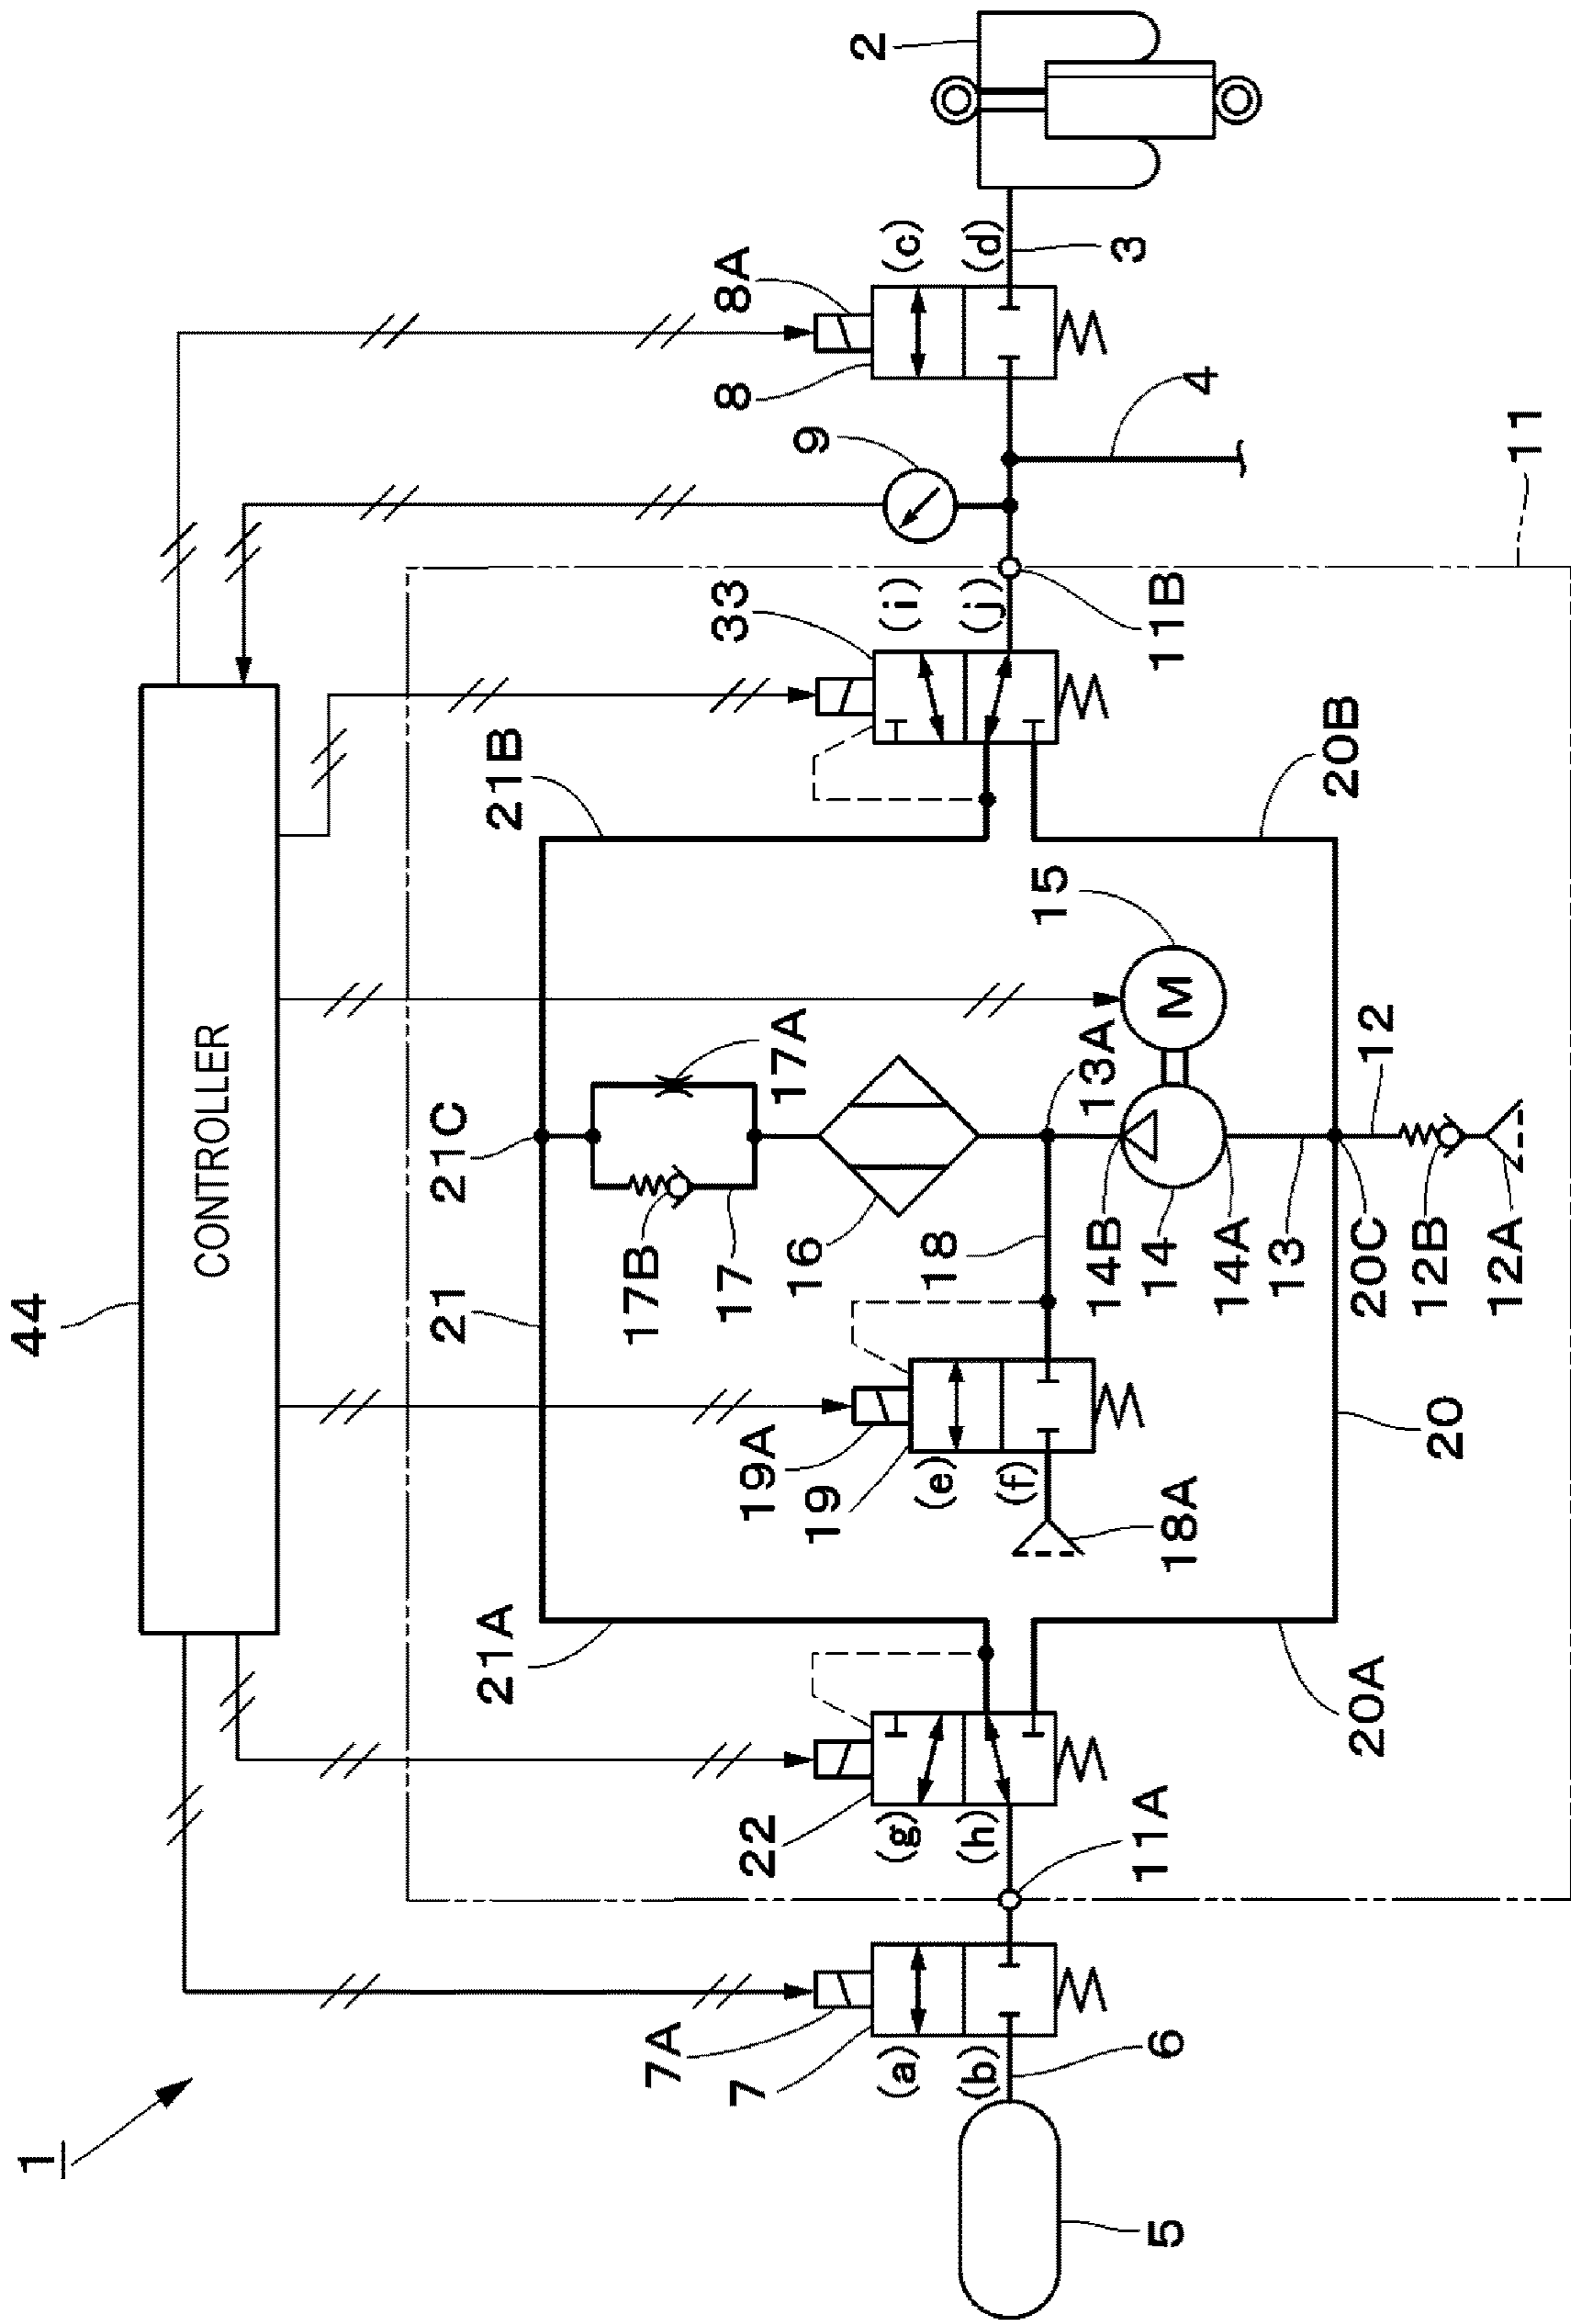 1
44
CONTROLLER
2
3
(c)
(d)
8A
8
9
4
11
33
(i)
(j)
11B
21B
20B
15
M
17A
13A
12
21C
21
17B
17
16
18
14B
14
14A
13
20C
12B
12A
19A
19
(e)
(f)
18A
20
21A
20A
22
(g)
(h)
11A
7A
7
(a)
(b)
6
5